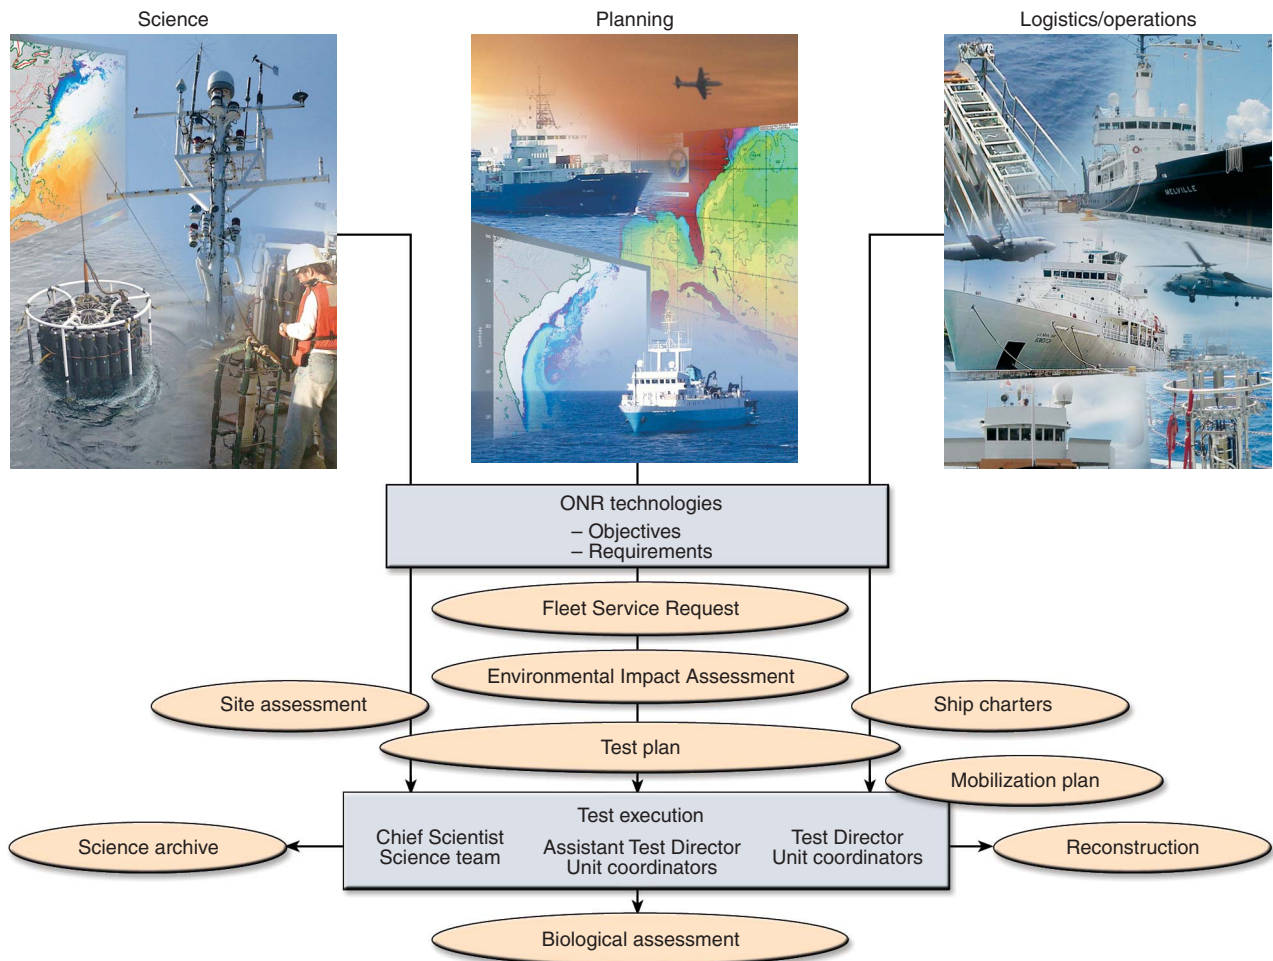 Science
Planning
Logistics/operations
MELVILLE
ONR technologies
– Objectives
– Requirements
Fleet Service Request
Environmental Impact Assessment
Site assessment
Ship charters
Test plan
Mobilization plan
Test execution
Chief Scientist
Science team
Assistant Test Director
Unit coordinators
Test Director
Unit coordinators
Science archive
Reconstruction
Biological assessment